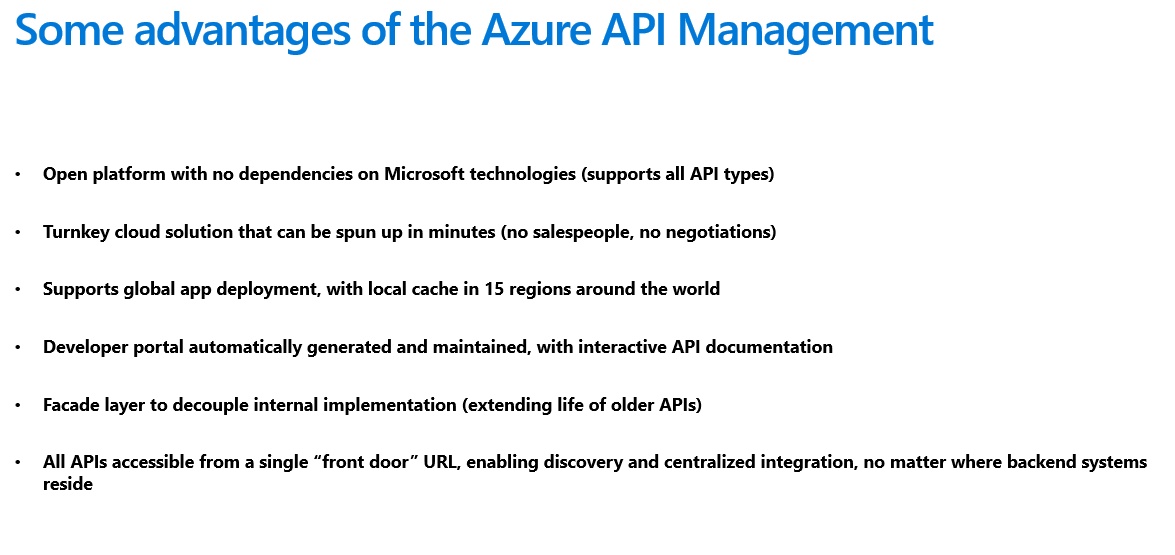 Some advantages of the Azure API Management
• Open platform with no dependencies on Microsoft technologies (supports all API types)
• Turnkey cloud solution that can be spun up in minutes (no salespeople, no negotiations)
• Supports global app deployment, with local cache in 15 regions around the world
• Developer portal automatically generated and maintained, with interactive API documentation
• Facade layer to decouple internal implementation (extending life of older APIs)
• All APIs accessible from a single “front door” URL, enabling discovery and centralized integration, no matter where backend systems
reside